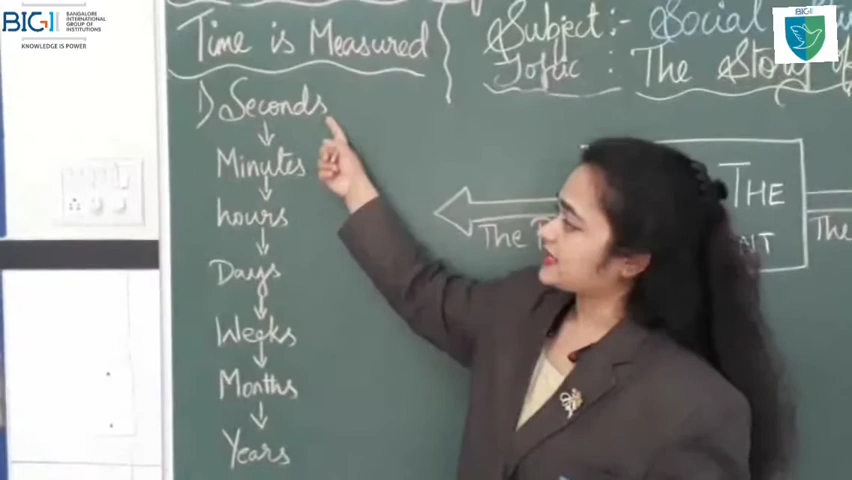 BIGI
BANGALORE
INTERNATIONAL
GROUP OF
INSTITUTIONS
KNOWLEDGE IS POWER
Time is Measured
1) Seconds
Minutes
hours
Days
Weeks
Months
Years
Subject :- Social
Topic : The Story of
THE
The
The
BIGI